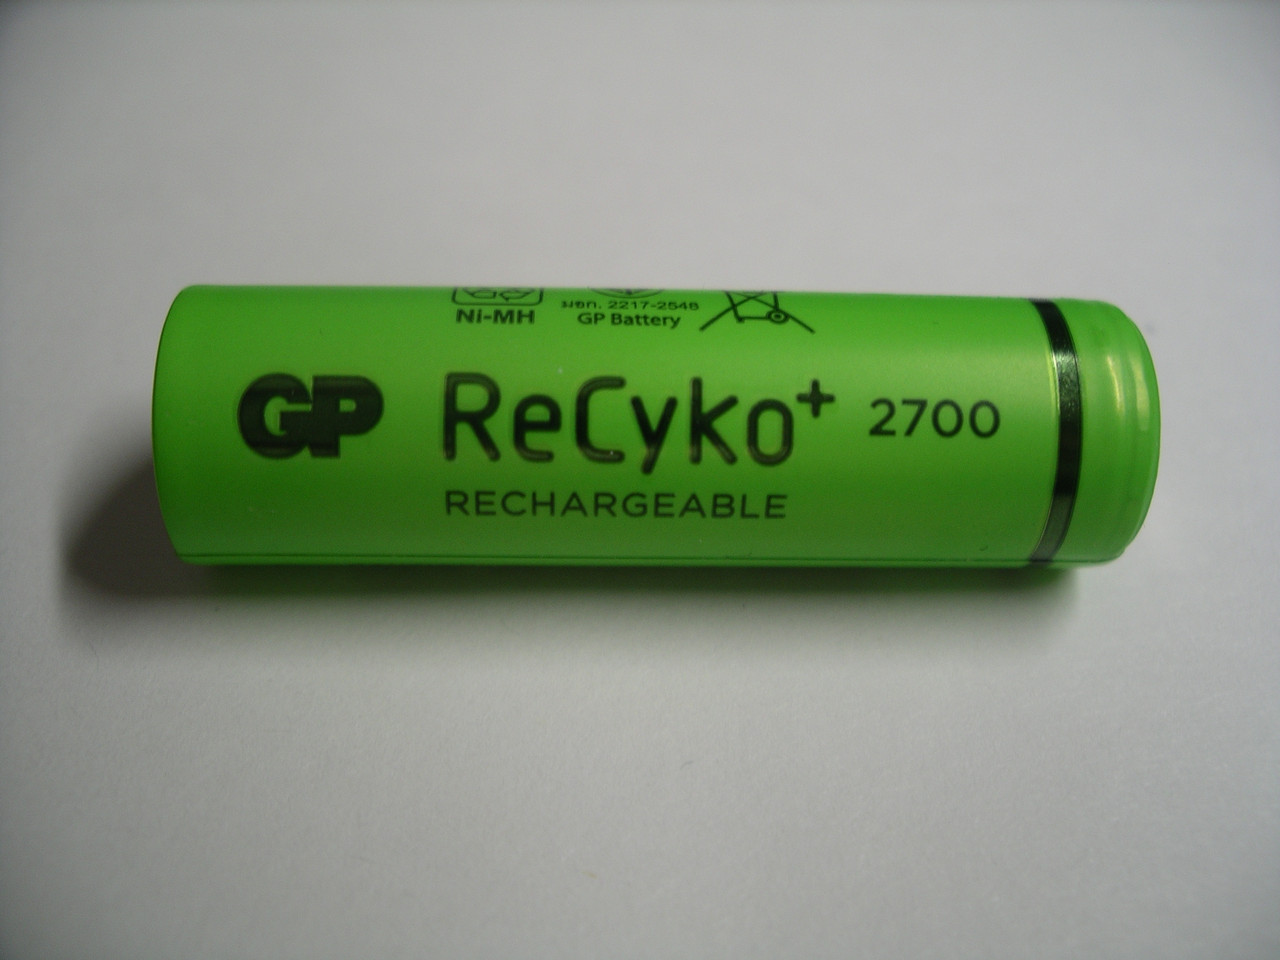 Ni-MH
มอก. 2217-2548
GP Battery
GP ReCyko+ 2700
RECHARGEABLE